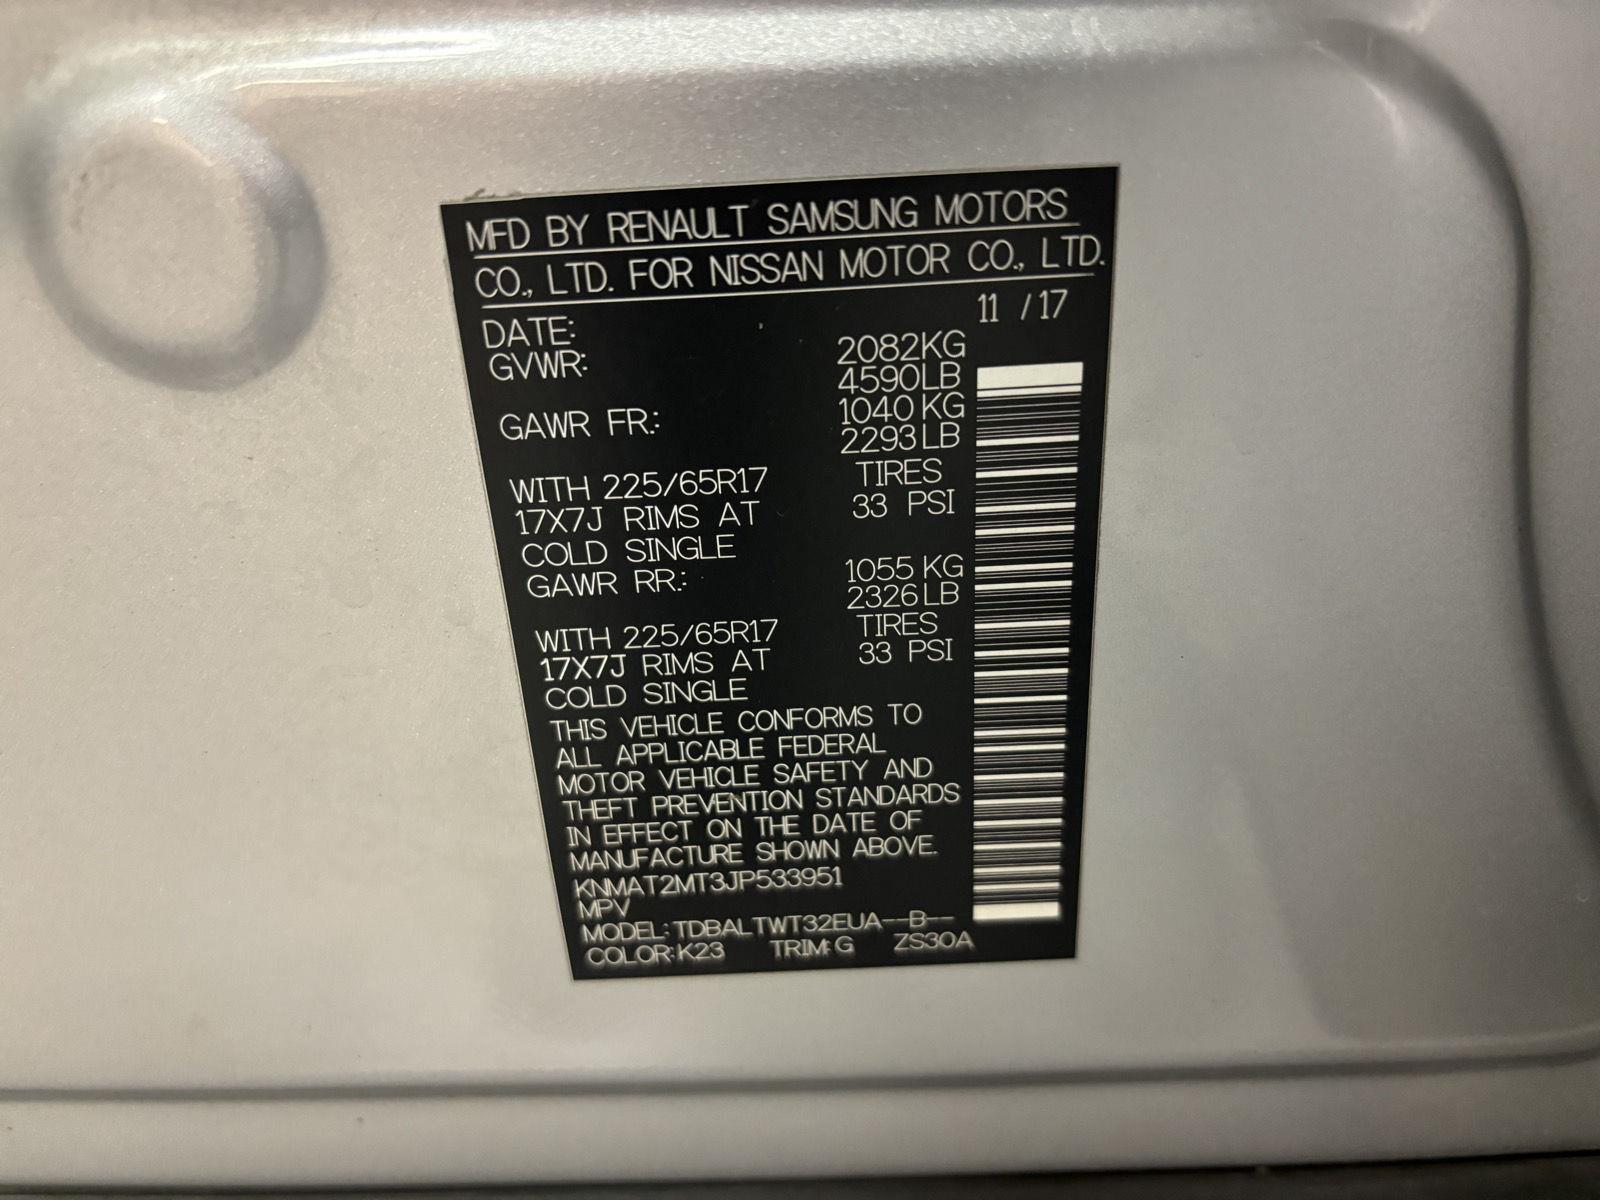 MFD BY RENAULT SAMSUNG MOTORS
CO., LTD. FOR NISSAN MOTOR CO., LTD.
DATE: 11 / 17
GVWR: 2082KG
4590LB
GAWR FR.: 1040 KG
2293LB
WITH 225/65R17 TIRES
17X7J RIMS AT 33 PSI
COLD SINGLE
GAWR RR.: 1055 KG
2326LB
WITH 225/65R17 TIRES
17X7J RIMS AT 33 PSI
COLD SINGLE
THIS VEHICLE CONFORMS TO
ALL APPLICABLE FEDERAL
MOTOR VEHICLE SAFETY AND
THEFT PREVENTION STANDARDS
IN EFFECT ON THE DATE OF
MANUFACTURE SHOWN ABOVE.
KNMAT2MT3JP533951
MPV
MODEL: TDBALTWT32EUA--B--
COLOR:K23 TRIM:G ZS30A